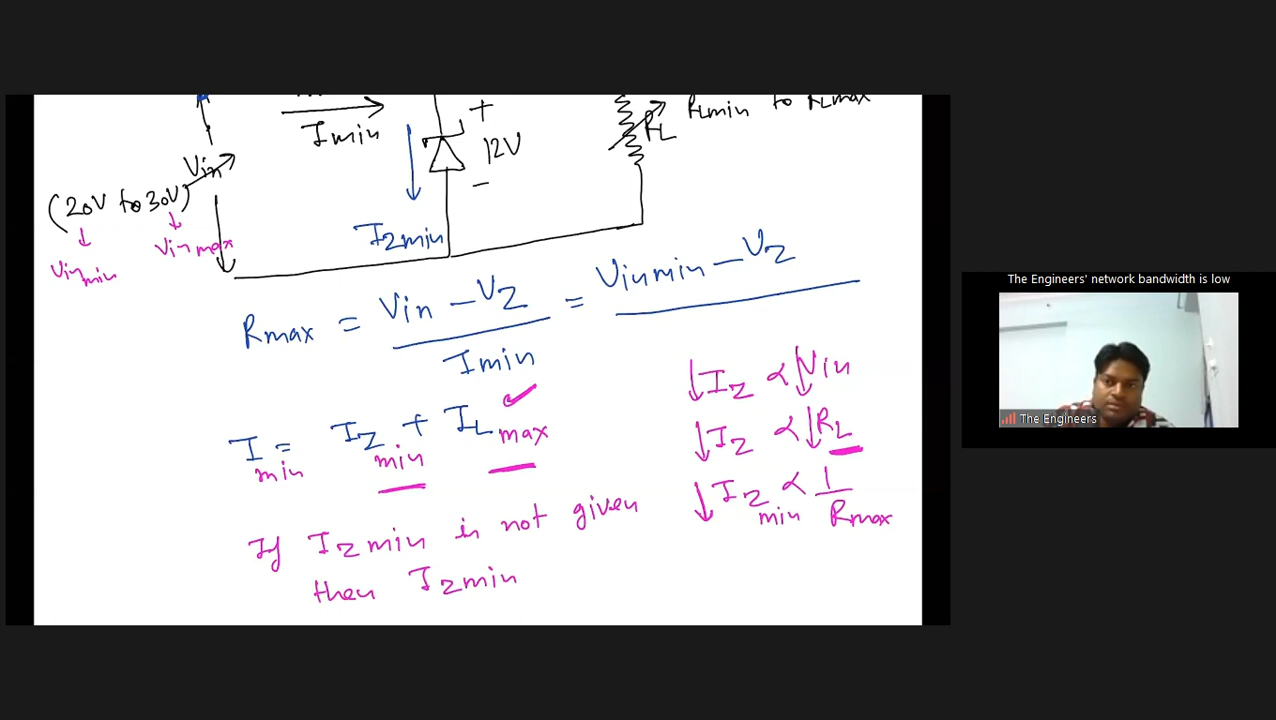 RLmin to RLmax
Imin
+
RL
12V
Vin
(20V to 30V)
-
IZmin
Vin max
Vin min
The Engineers' network bandwidth is low
Rmax = Vin - VZ / Imin = Vinmin - VZ
The Engineers
↓IZ ∝ ↓Vin
I min = IZ min + IL max
↓IZ ∝ ↓RL
↓IZ min ∝ 1 / Rmax
If IZmin is not given
then IZmin